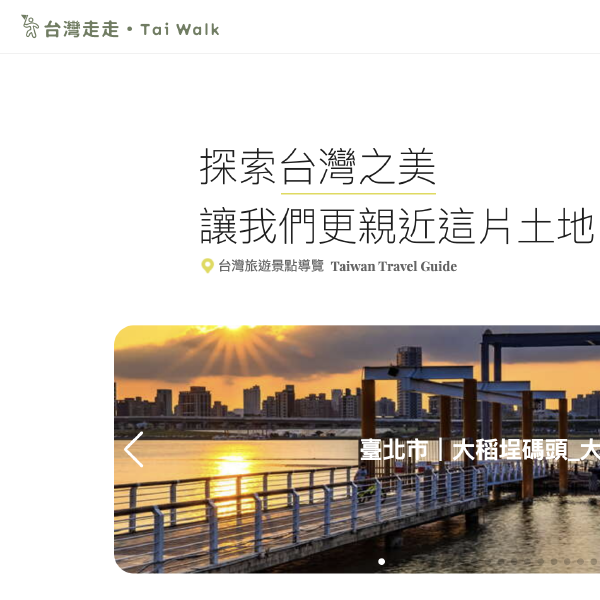 台灣走走・Tai Walk
探索台灣之美
讓我們更親近這片土地
台灣旅遊景點導覽 Taiwan Travel Guide
臺北市｜大稻埕碼頭_大